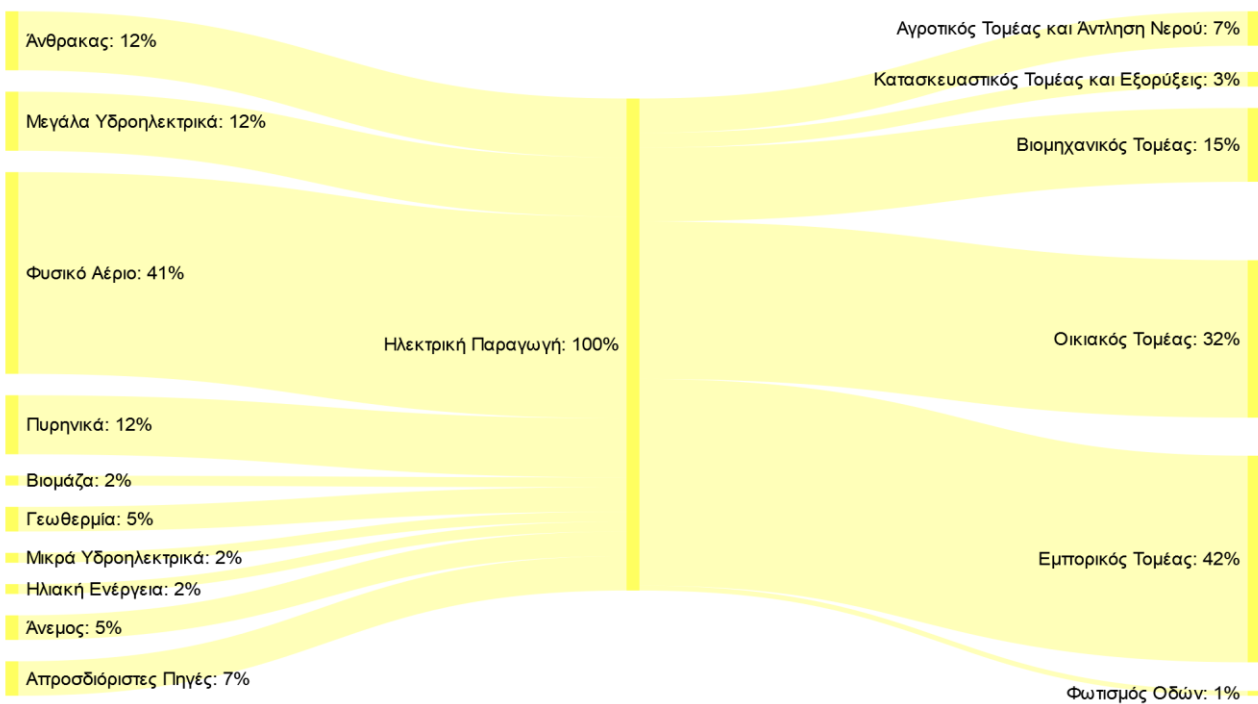 Άνθρακας: 12%
Μεγάλα Υδροηλεκτρικά: 12%
Φυσικό Αέριο: 41%
Πυρηνικά: 12%
Βιομάζα: 2%
Γεωθερμία: 5%
Μικρά Υδροηλεκτρικά: 2%
Ηλιακή Ενέργεια: 2%
Άνεμος: 5%
Απροσδιόριστες Πηγές: 7%
Ηλεκτρική Παραγωγή: 100%
Αγροτικός Τομέας και Άντληση Νερού: 7%
Κατασκευαστικός Τομέας και Εξορύξεις: 3%
Βιομηχανικός Τομέας: 15%
Οικιακός Τομέας: 32%
Εμπορικός Τομέας: 42%
Φωτισμός Οδών: 1%